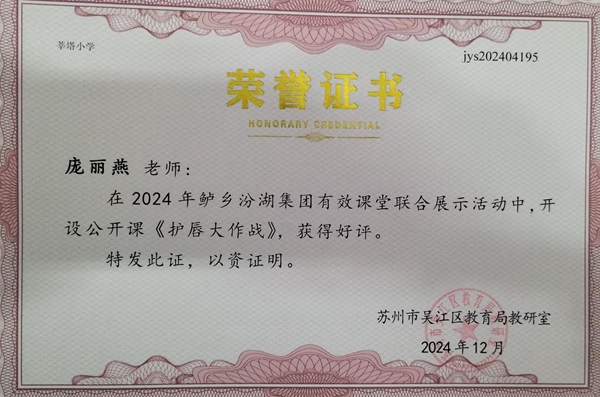 莘塔小学
jys202404195
荣誉证书
HONORARY CREDENTIAL
庞丽燕 老师：
在 2024 年鲈乡汾湖集团有效课堂联合展示活动中，开
设公开课《护唇大作战》，获得好评。
特发此证，以资证明。
苏州市吴江区教育局教研室
2024 年 12 月